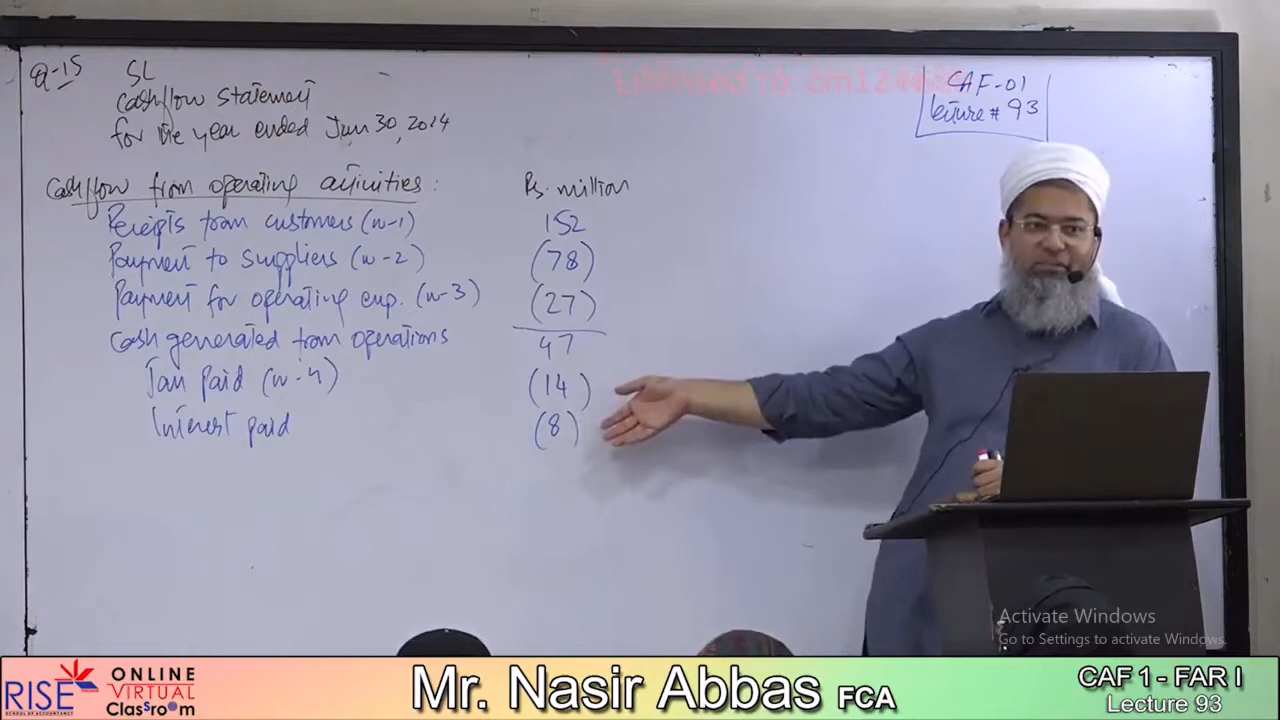 Q-15
SL
Cashflow Statement
for the year ended Jun 30, 2014
CAF-01
Lecture # 93
Cashflow from operating activities: Rs. million
Receipts from customers (w-1) 152
Payment to suppliers (w-2) (78)
Payment for operating exp. (w-3) (27)
Cash generated from operations 47
Tax Paid (w-4) (14)
Interest paid (8)
Activate Windows
Go to Settings to activate Windows.
RISE
SCHOOL OF ACCOUNTANCY
ONLINE
VIRTUAL
Classroom
Mr. Nasir Abbas FCA
CAF 1 - FAR I
Lecture 93